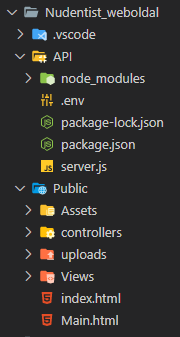 Nudentist_weboldal
.vscode
API
node_modules
.env
package-lock.json
package.json
server.js
Public
Assets
controllers
uploads
Views
index.html
Main.html